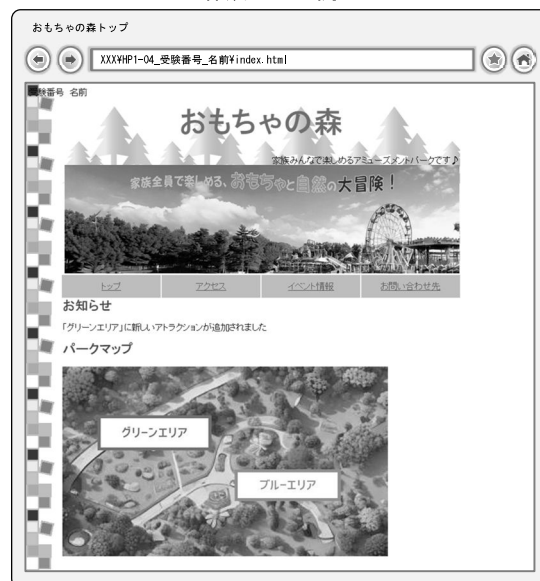 おもちゃの森トップ
XXX¥HP1-04_受験番号_名前¥index.html
受験番号 名前
おもちゃの森
家族みんなで楽しめるアミューズメントパークです♪
家族全員で楽しめる、おもちゃと自然の大冒険！
トップ アクセス イベント情報 お問い合わせ先
お知らせ
「グリーンエリア」に新しいアトラクションが追加されました
パークマップ
グリーンエリア
ブルーエリア